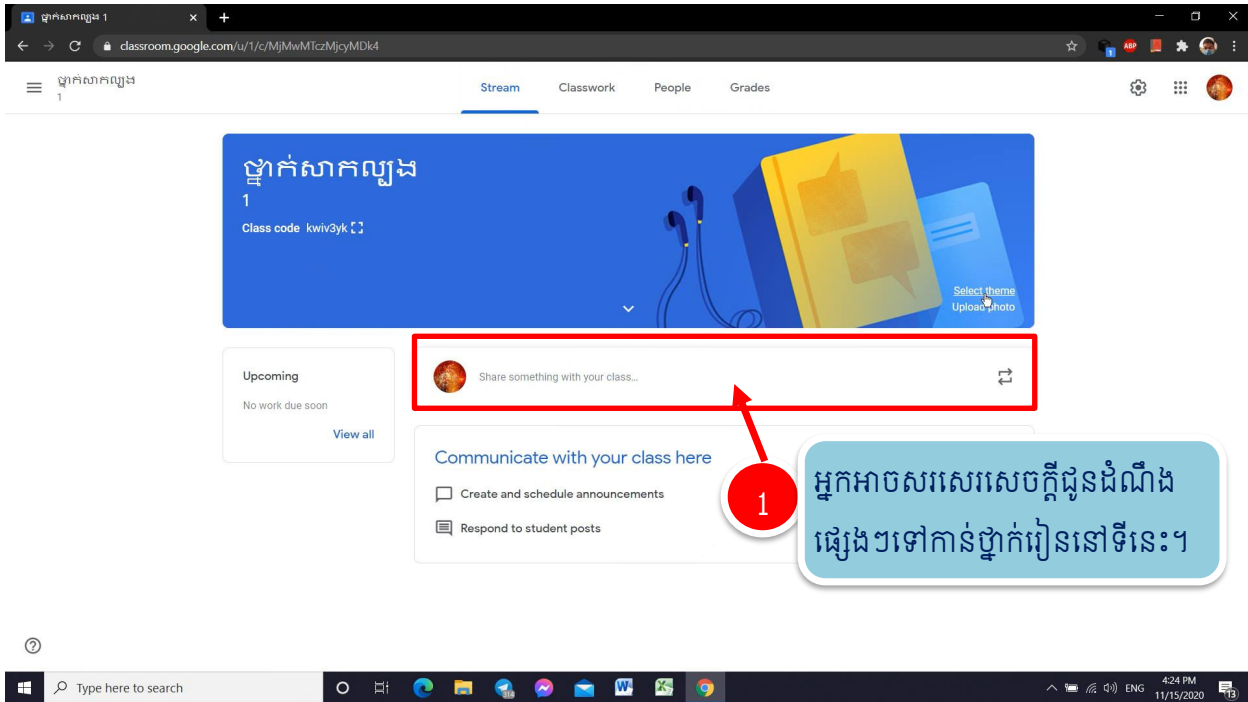 ថ្នាក់សាកល្បង 1
classroom.google.com/u/1/c/MjMwMTczMjcyMDk4
1
ABP
ថ្នាក់សាកល្បង
1
Stream Classwork People Grades
ថ្នាក់សាកល្បង
1
Class code kwiv3yk
Select theme
Upload photo
Upcoming
No work due soon
View all
Share something with your class...
Communicate with your class here
Create and schedule announcements
Respond to student posts
1
អ្នកអាចសរសេរសេចក្តីជូនដំណឹង
ផ្សេងៗទៅកាន់ថ្នាក់រៀននៅទីនេះ។
Type here to search
314
ENG
4:24 PM
11/15/2020
13